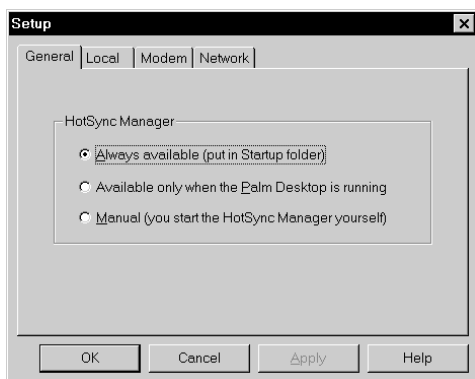 Setup
General Local Modem Network
HotSync Manager
Always available (put in Startup folder)
Available only when the Palm Desktop is running
Manual (you start the HotSync Manager yourself)
OK Cancel Apply Help